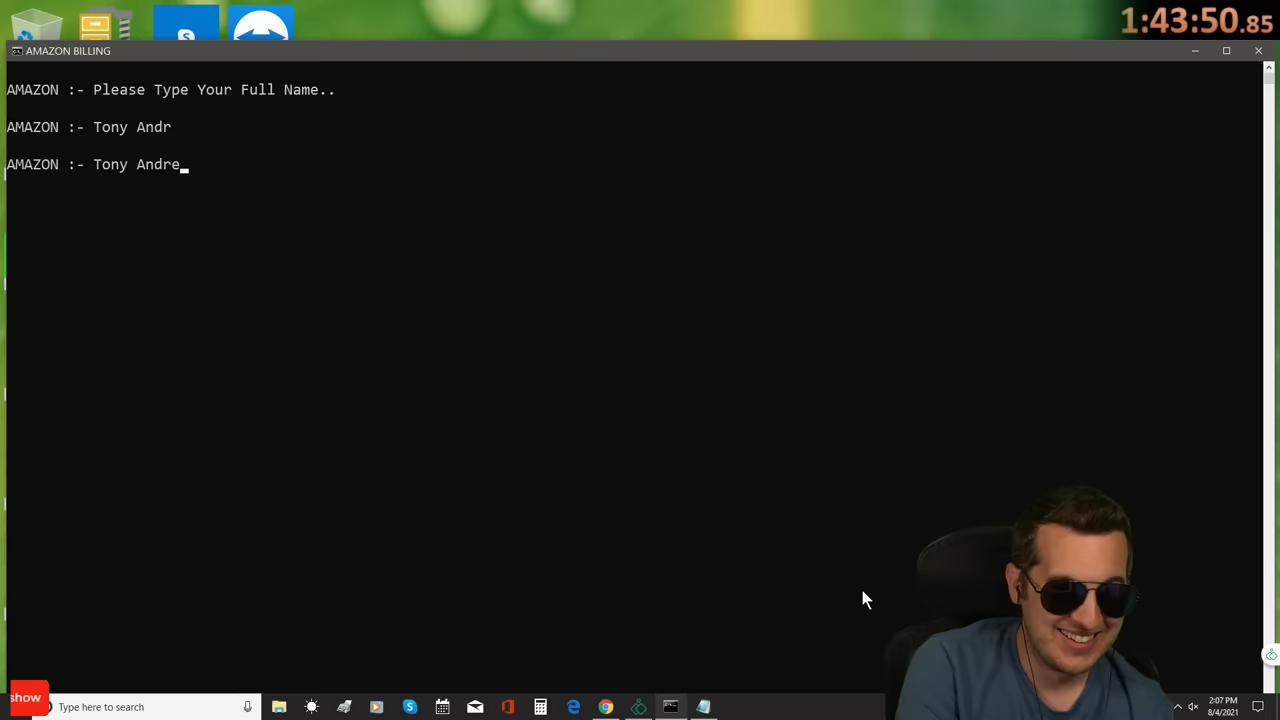 1:43:50.85
AMAZON BILLING
AMAZON :- Please Type Your Full Name..
AMAZON :- Tony Andr
AMAZON :- Tony Andre
show
Type here to search
2:07 PM
8/4/2021